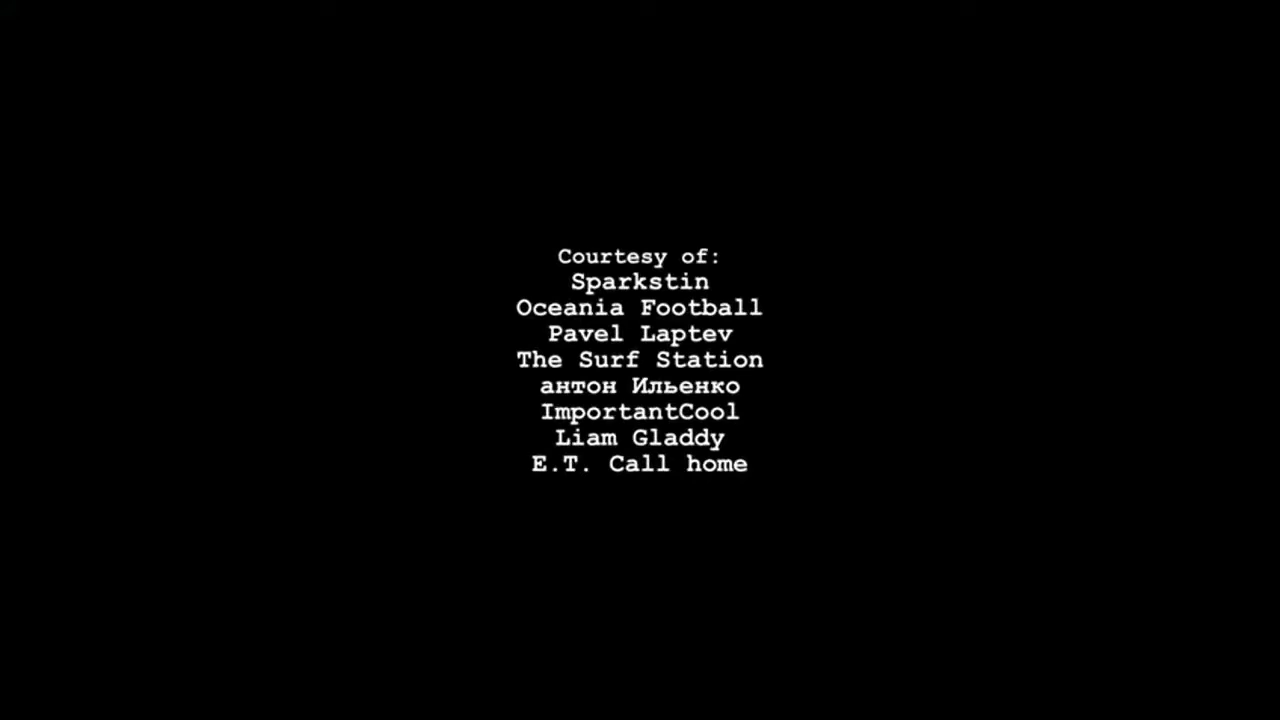 Courtesy of:
Sparkstin
Oceania Football
Pavel Laptev
The Surf Station
антон Ильенко
ImportantCool
Liam Gladdy
E.T. Call home